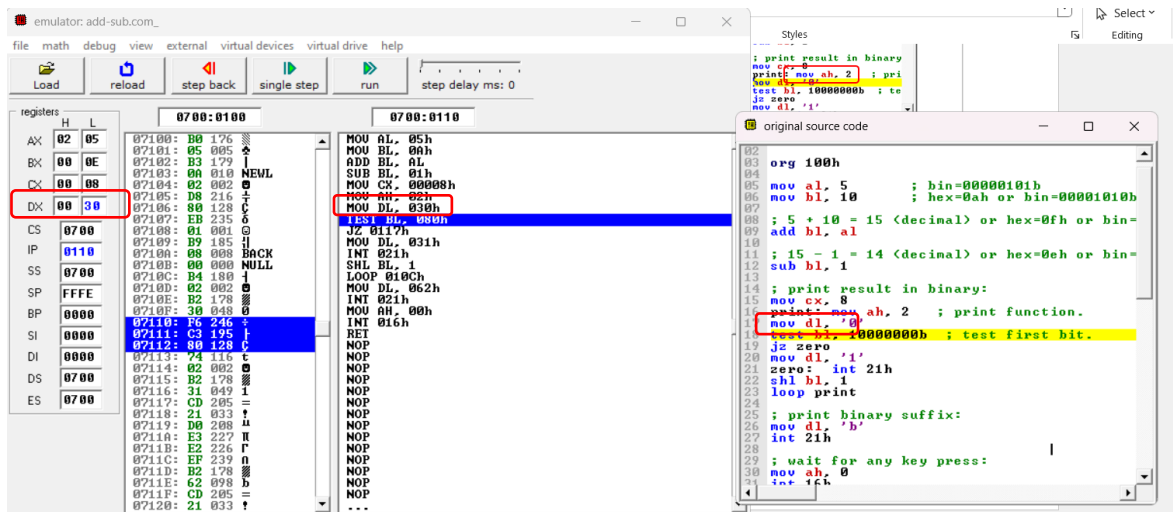 emulator: add-sub.com_
file math debug view external virtual devices virtual drive help
Load reload step back single step run step delay ms: 0
registers
H L
AX 02 05
BX 00 0E
CX 00 08
DX 00 30
CS 0700
IP 0110
SS 0700
SP FFFE
BP 0000
SI 0000
DI 0000
DS 0700
ES 0700
0700:0100
07100: B0 176
07101: 05 005
07102: B3 179
07103: 0A 010 NEWL
07104: 02 002
07105: D8 216
07106: 80 128 Ç
07107: EB 235
07108: 01 001
07109: B9 185
0710A: 08 008 BACK
0710B: 00 000 NULL
0710C: B4 180
0710D: 02 002
0710E: B2 178
0710F: 30 048 0
07110: F6 246 ÷
07111: C3 195
07112: 80 128 Ç
07113: 74 116 t
07114: 02 002
07115: B2 178
07116: 31 049 1
07117: CD 205 =
07118: 21 033 !
07119: D0 208
0711A: E3 227 π
0711B: E2 226 Γ
0711C: EF 239 ∩
0711D: B2 178
0711E: 62 098 b
0711F: CD 205 =
07120: 21 033 !
0700:0110
MOV AL, 05h
MOV BL, 0Ah
ADD BL, AL
SUB BL, 01h
MOV CX, 00008h
MOV AH, 02h
MOV DL, 030h
TEST BL, 080h
JZ 0117h
MOV DL, 031h
INT 021h
SHL BL, 1
LOOP 010Ch
MOV DL, 062h
INT 021h
MOV AH, 00h
INT 016h
RET
NOP
NOP
NOP
NOP
NOP
NOP
NOP
NOP
NOP
NOP
NOP
NOP
NOP
NOP
...
Select
Styles
Editing
; print result in binary
mov cx, 8
print: mov ah, 2 ; pri
mov dl, '0'
test bl, 10000000b ; te
jz zero
mov dl, '1'
original source code
02
03 org 100h
04
05 mov al, 5 ; bin=00000101b
06 mov bl, 10 ; hex=0ah or bin=00001010b
07
08 ; 5 + 10 = 15 (decimal) or hex=0fh or bin=
09 add bl, al
10
11 ; 15 - 1 = 14 (decimal) or hex=0eh or bin=
12 sub bl, 1
13
14 ; print result in binary:
15 mov cx, 8
16 print: mov ah, 2 ; print function.
17 mov dl, '0'
18 test bl, 10000000b ; test first bit.
19 jz zero
20 mov dl, '1'
21 zero: int 21h
22 shl bl, 1
23 loop print
24
25 ; print binary suffix:
26 mov dl, 'b'
27 int 21h
28
29 ; wait for any key press:
30 mov ah, 0
31 int 16h